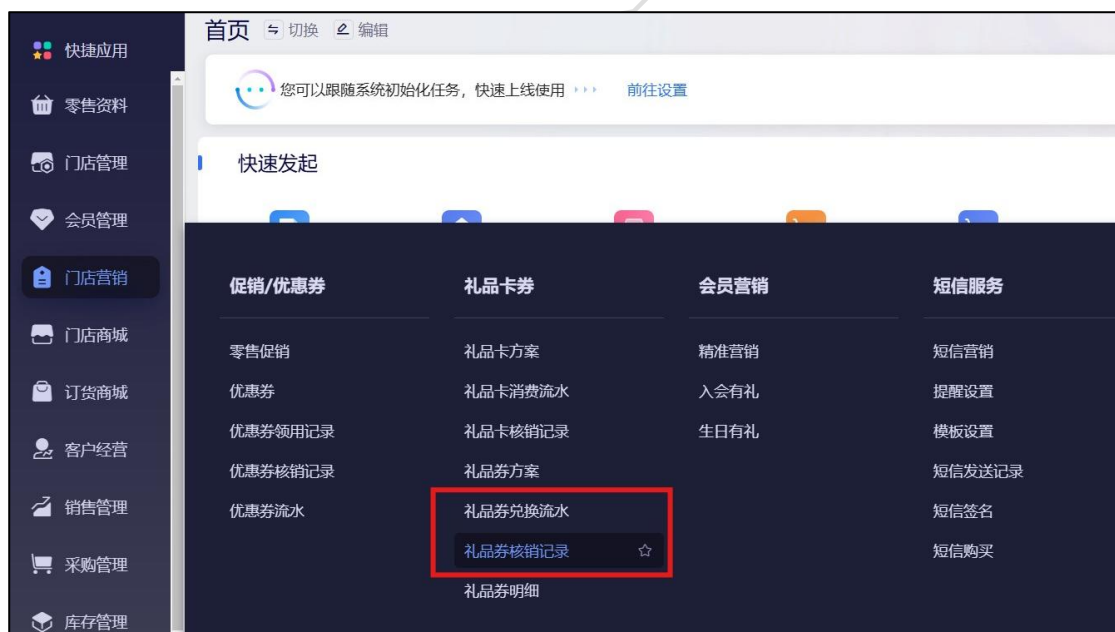 首页 切换 编辑
快捷应用
您可以跟随系统初始化任务，快速上线使用 前往设置
零售资料
门店管理
快速发起
会员管理
门店营销
门店商城
订货商城
客户经营
销售管理
采购管理
库存管理
促销/优惠券
零售促销
优惠券
优惠券领用记录
优惠券核销记录
优惠券流水
礼品卡券
礼品卡方案
礼品卡消费流水
礼品卡核销记录
礼品券方案
礼品券兑换流水
礼品券核销记录
礼品券明细
会员营销
精准营销
入会有礼
生日有礼
短信服务
短信营销
提醒设置
模板设置
短信发送记录
短信签名
短信购买